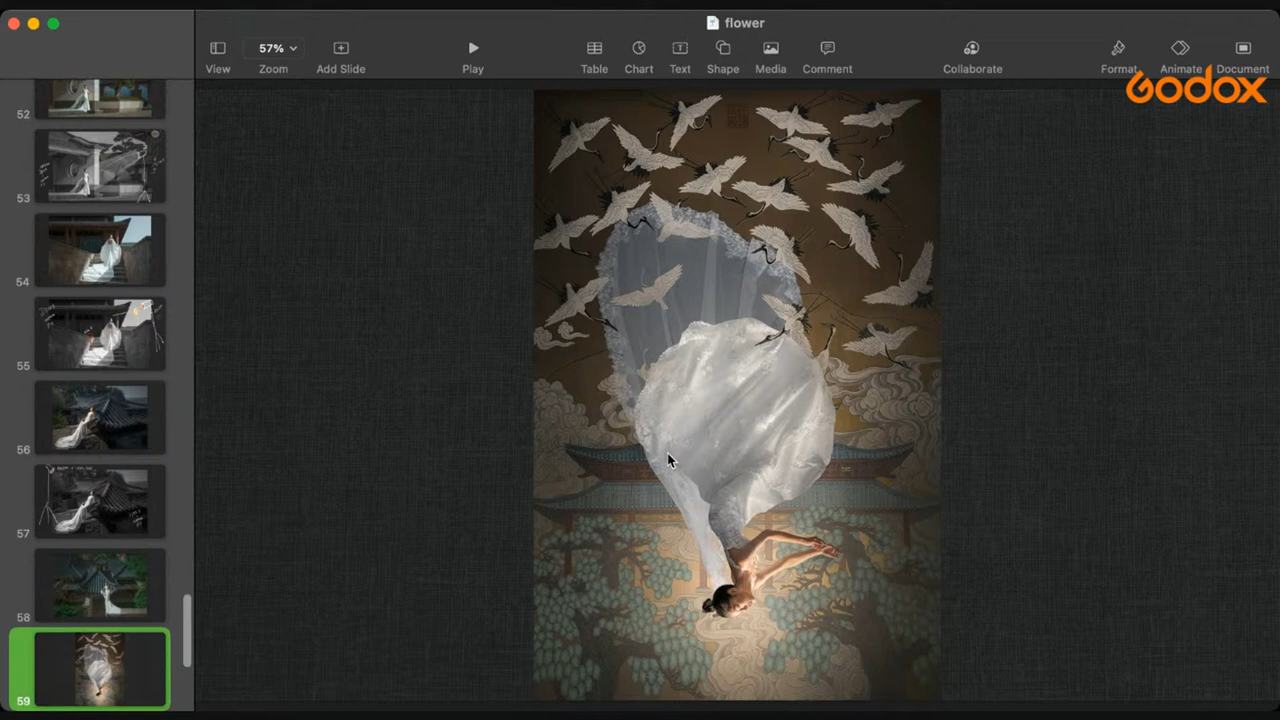 flower
57%
View
Zoom
Add Slide
Play
Table
Chart
Text
Shape
Media
Comment
Collaborate
Format
Animate
Document
Godox
52
53
54
55
56
57
58
59